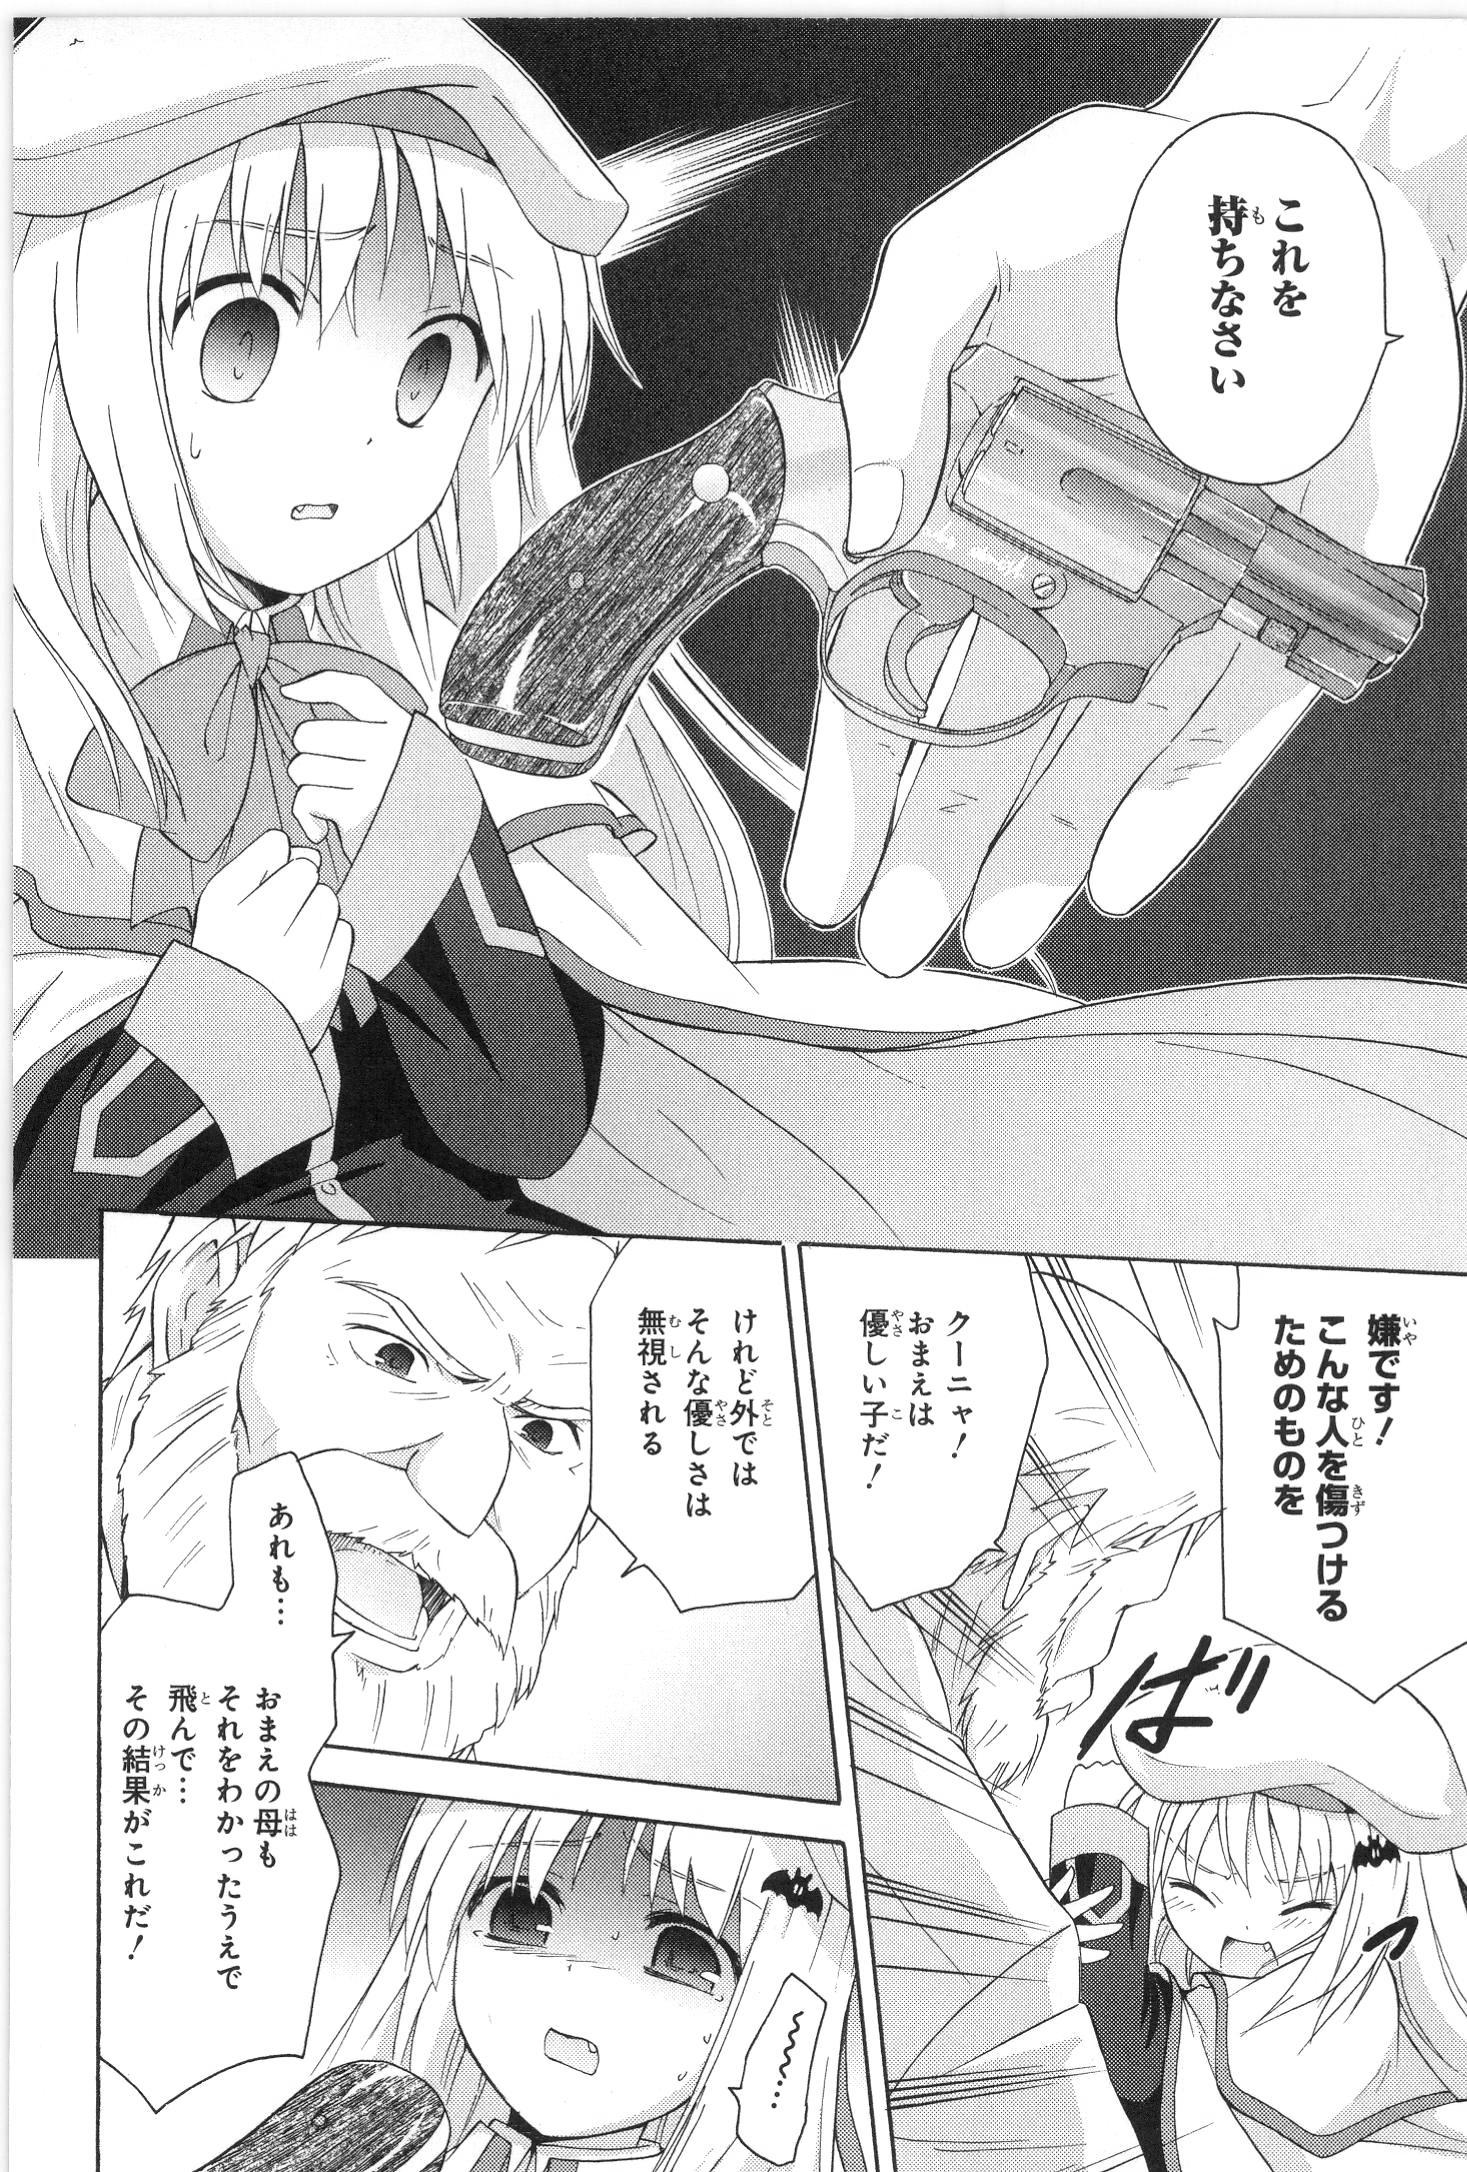 これを
持ちなさい
嫌です！
こんな人を傷つける
ためのものを
ばっ
クーニャ！
おまえは
優しい子だ！
けれど外では
そんな優しさは
無視される
あれも…
おまえの母も
それをわかったうえで
飛んで…
その結果がこれだ！
〜〜〜……